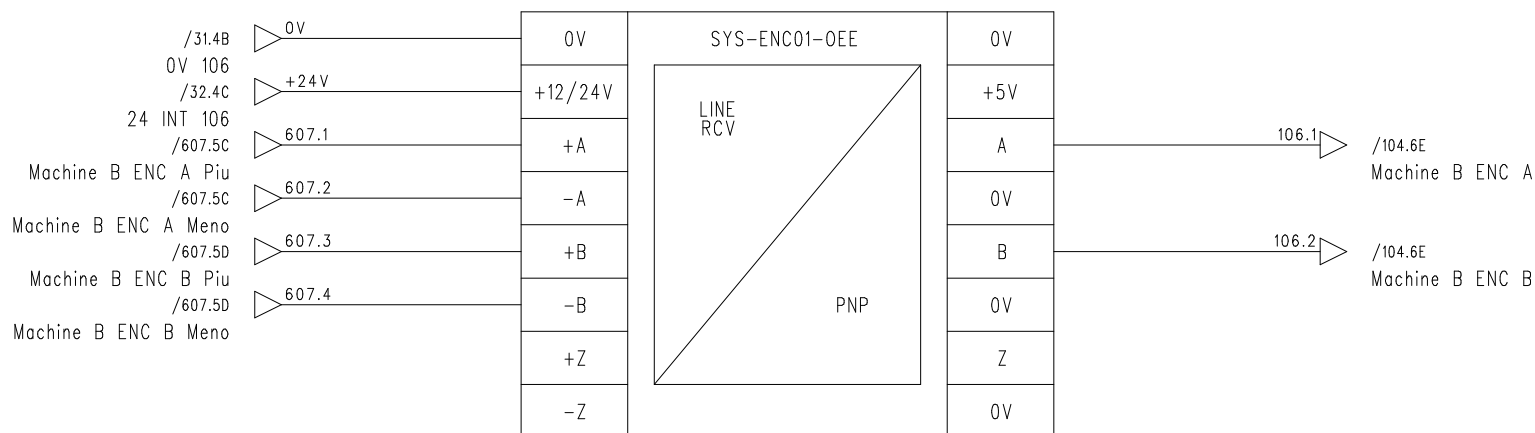 /31.4B 0V 0V SYS-ENC01-OEE 0V
0V 106
/32.4C +24V +12/24V +5V
24 INT 106
LINE
RCV
/607.5C 607.1 +A A 106.1 /104.6E
Machine B ENC A Piu Machine B ENC A
/607.5C 607.2 -A 0V
Machine B ENC A Meno
/607.5D 607.3 +B B 106.2 /104.6E
Machine B ENC B Piu Machine B ENC B
/607.5D 607.4 -B PNP 0V
Machine B ENC B Meno
+Z Z
-Z 0V